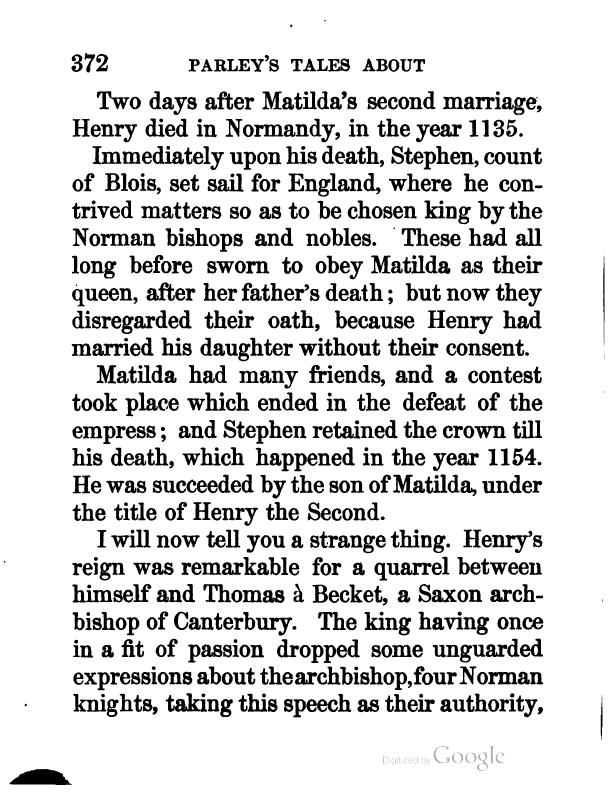 372 PARLEY'S TALES ABOUT
Two days after Matilda's second marriage,
Henry died in Normandy, in the year 1135.
Immediately upon his death, Stephen, count
of Blois, set sail for England, where he con-
trived matters so as to be chosen king by the
Norman bishops and nobles. These had all
long before sworn to obey Matilda as their
queen, after her father's death; but now they
disregarded their oath, because Henry had
married his daughter without their consent.
Matilda had many friends, and a contest
took place which ended in the defeat of the
empress; and Stephen retained the crown till
his death, which happened in the year 1154.
He was succeeded by the son of Matilda, under
the title of Henry the Second.
I will now tell you a strange thing. Henry's
reign was remarkable for a quarrel between
himself and Thomas à Becket, a Saxon arch-
bishop of Canterbury. The king having once
in a fit of passion dropped some unguarded
expressions about the archbishop, four Norman
knights, taking this speech as their authority,
Digitized by Google